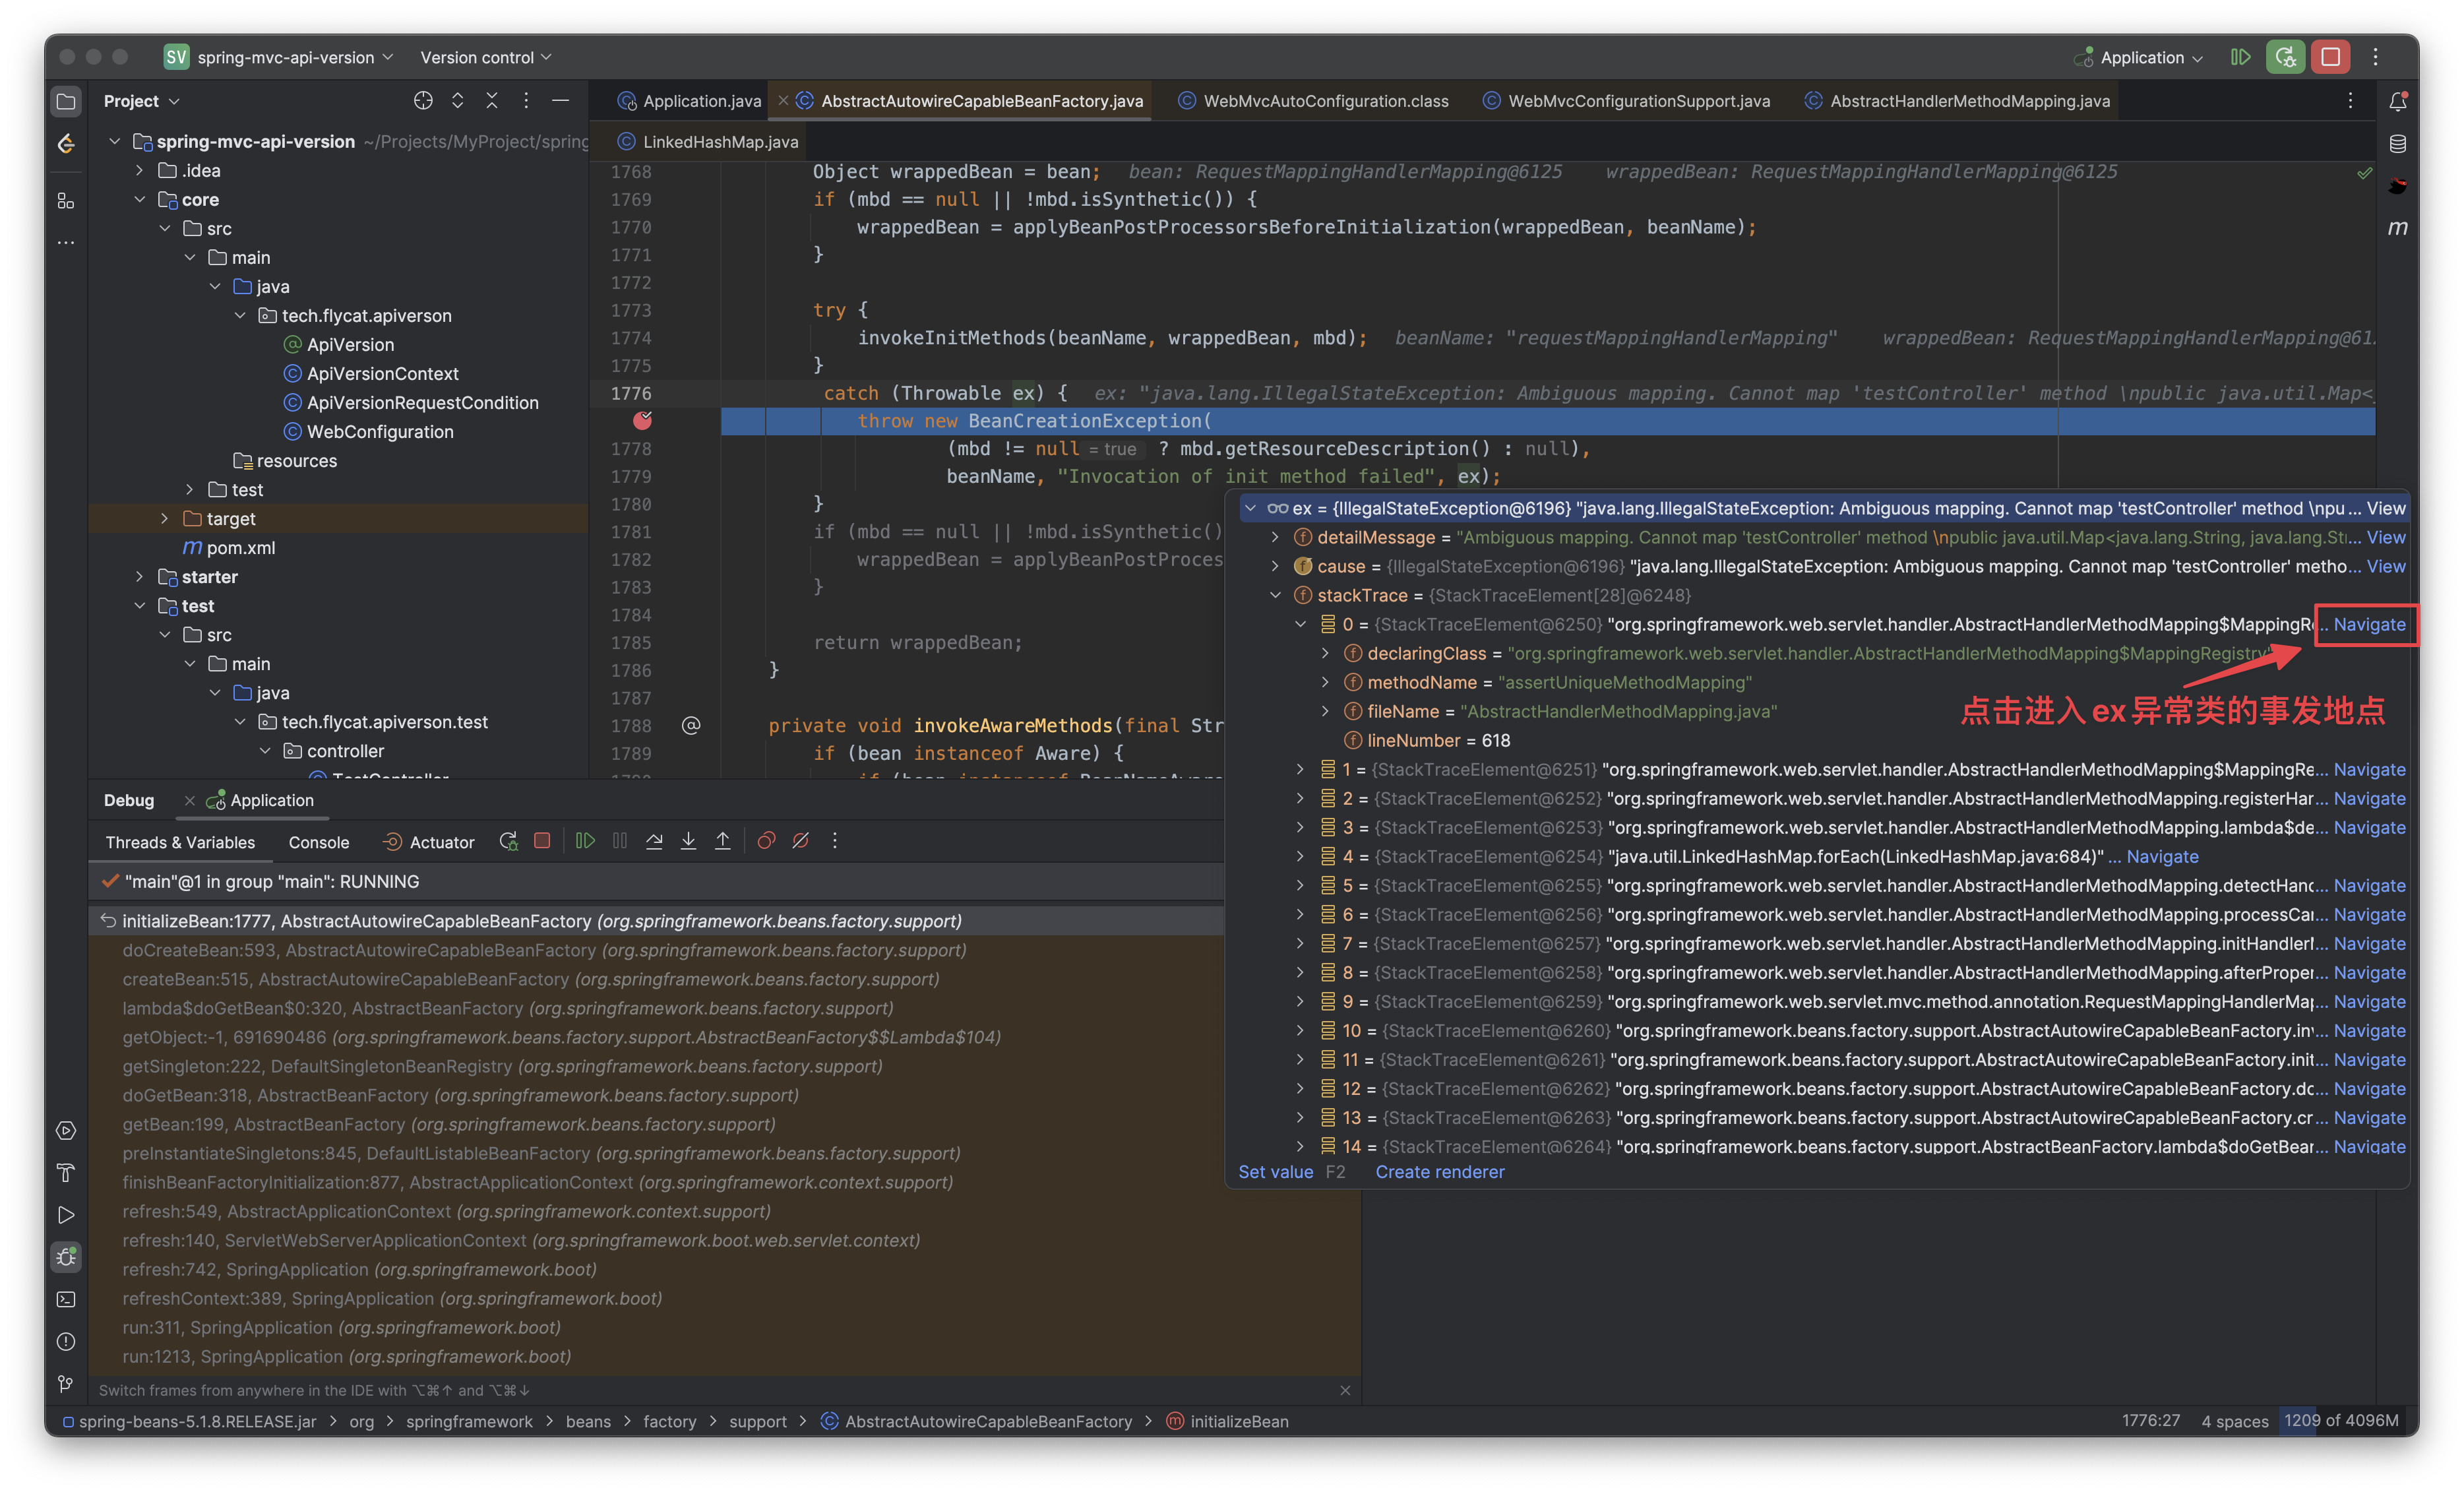 SV spring-mvc-api-version Version control Application
Project
Application.java AbstractAutowireCapableBeanFactory.java WebMvcAutoConfiguration.class WebMvcConfigurationSupport.java AbstractHandlerMethodMapping.java
LinkedHashMap.java
spring-mvc-api-version ~/Projects/MyProject/spring
.idea
core
src
main
java
tech.flycat.apiverson
ApiVersion
ApiVersionContext
ApiVersionRequestCondition
WebConfiguration
resources
test
target
pom.xml
starter
test
src
main
java
tech.flycat.apiverson.test
controller
TestController
1768 Object wrappedBean = bean; bean: RequestMappingHandlerMapping@6125 wrappedBean: RequestMappingHandlerMapping@6125
1769 if (mbd == null || !mbd.isSynthetic()) {
1770 wrappedBean = applyBeanPostProcessorsBeforeInitialization(wrappedBean, beanName);
1771 }
1772
1773 try {
1774 invokeInitMethods(beanName, wrappedBean, mbd); beanName: "requestMappingHandlerMapping" wrappedBean: RequestMappingHandlerMapping@61
1775 }
1776 catch (Throwable ex) { ex: "java.lang.IllegalStateException: Ambiguous mapping. Cannot map 'testController' method \npublic java.util.Map<
throw new BeanCreationException(
1778 (mbd != null = true ? mbd.getResourceDescription() : null),
1779 beanName, "Invocation of init method failed", ex);
1780 }
1781 if (mbd == null || !mbd.isSynthetic()
1782 wrappedBean = applyBeanPostProces
1783 }
1784
1785 return wrappedBean;
1786 }
1787
1788 @ private void invokeAwareMethods(final Str
1789 if (bean instanceof Aware) {
1790 if (bean instanceof BeanNameAware
ex = {IllegalStateException@6196} "java.lang.IllegalStateException: Ambiguous mapping. Cannot map 'testController' method \npu ... View
detailMessage = "Ambiguous mapping. Cannot map 'testController' method \npublic java.util.Map<java.lang.String, java.lang.St... View
cause = {IllegalStateException@6196} "java.lang.IllegalStateException: Ambiguous mapping. Cannot map 'testController' metho... View
stackTrace = {StackTraceElement[28]@6248}
0 = {StackTraceElement@6250} "org.springframework.web.servlet.handler.AbstractHandlerMethodMapping$MappingR... Navigate
declaringClass = "org.springframework.web.servlet.handler.AbstractHandlerMethodMapping$MappingRegistry"
methodName = "assertUniqueMethodMapping"
fileName = "AbstractHandlerMethodMapping.java"
点击进入 ex 异常类的事发地点
lineNumber = 618
1 = {StackTraceElement@6251} "org.springframework.web.servlet.handler.AbstractHandlerMethodMapping$MappingRe... Navigate
2 = {StackTraceElement@6252} "org.springframework.web.servlet.handler.AbstractHandlerMethodMapping.registerHar... Navigate
3 = {StackTraceElement@6253} "org.springframework.web.servlet.handler.AbstractHandlerMethodMapping.lambda$de... Navigate
4 = {StackTraceElement@6254} "java.util.LinkedHashMap.forEach(LinkedHashMap.java:684)" ... Navigate
5 = {StackTraceElement@6255} "org.springframework.web.servlet.handler.AbstractHandlerMethodMapping.detectHanc... Navigate
6 = {StackTraceElement@6256} "org.springframework.web.servlet.handler.AbstractHandlerMethodMapping.processCar... Navigate
7 = {StackTraceElement@6257} "org.springframework.web.servlet.handler.AbstractHandlerMethodMapping.initHandlerI... Navigate
8 = {StackTraceElement@6258} "org.springframework.web.servlet.handler.AbstractHandlerMethodMapping.afterProper... Navigate
9 = {StackTraceElement@6259} "org.springframework.web.servlet.mvc.method.annotation.RequestMappingHandlerMa... Navigate
10 = {StackTraceElement@6260} "org.springframework.beans.factory.support.AbstractAutowireCapableBeanFactory.in... Navigate
11 = {StackTraceElement@6261} "org.springframework.beans.factory.support.AbstractAutowireCapableBeanFactory.init... Navigate
12 = {StackTraceElement@6262} "org.springframework.beans.factory.support.AbstractAutowireCapableBeanFactory.dc... Navigate
13 = {StackTraceElement@6263} "org.springframework.beans.factory.support.AbstractAutowireCapableBeanFactory.cr... Navigate
14 = {StackTraceElement@6264} "org.springframework.beans.factory.support.AbstractBeanFactory.lambda$doGetBear... Navigate
Set value F2 Create renderer
Debug Application
Threads & Variables Console Actuator
"main"@1 in group "main": RUNNING
initializeBean:1777, AbstractAutowireCapableBeanFactory (org.springframework.beans.factory.support)
doCreateBean:593, AbstractAutowireCapableBeanFactory (org.springframework.beans.factory.support)
createBean:515, AbstractAutowireCapableBeanFactory (org.springframework.beans.factory.support)
lambda$doGetBean$0:320, AbstractBeanFactory (org.springframework.beans.factory.support)
getObject:-1, 691690486 (org.springframework.beans.factory.support.AbstractBeanFactory$$Lambda$104)
getSingleton:222, DefaultSingletonBeanRegistry (org.springframework.beans.factory.support)
doGetBean:318, AbstractBeanFactory (org.springframework.beans.factory.support)
getBean:199, AbstractBeanFactory (org.springframework.beans.factory.support)
preInstantiateSingletons:845, DefaultListableBeanFactory (org.springframework.beans.factory.support)
finishBeanFactoryInitialization:877, AbstractApplicationContext (org.springframework.context.support)
refresh:549, AbstractApplicationContext (org.springframework.context.support)
refresh:140, ServletWebServerApplicationContext (org.springframework.boot.web.servlet.context)
refresh:742, SpringApplication (org.springframework.boot)
refreshContext:389, SpringApplication (org.springframework.boot)
run:311, SpringApplication (org.springframework.boot)
run:1213, SpringApplication (org.springframework.boot)
Switch frames from anywhere in the IDE with ⌥⌘↑ and ⌥⌘↓
spring-beans-5.1.8.RELEASE.jar > org > springframework > beans > factory > support > AbstractAutowireCapableBeanFactory > initializeBean 1776:27 4 spaces 1209 of 4096M